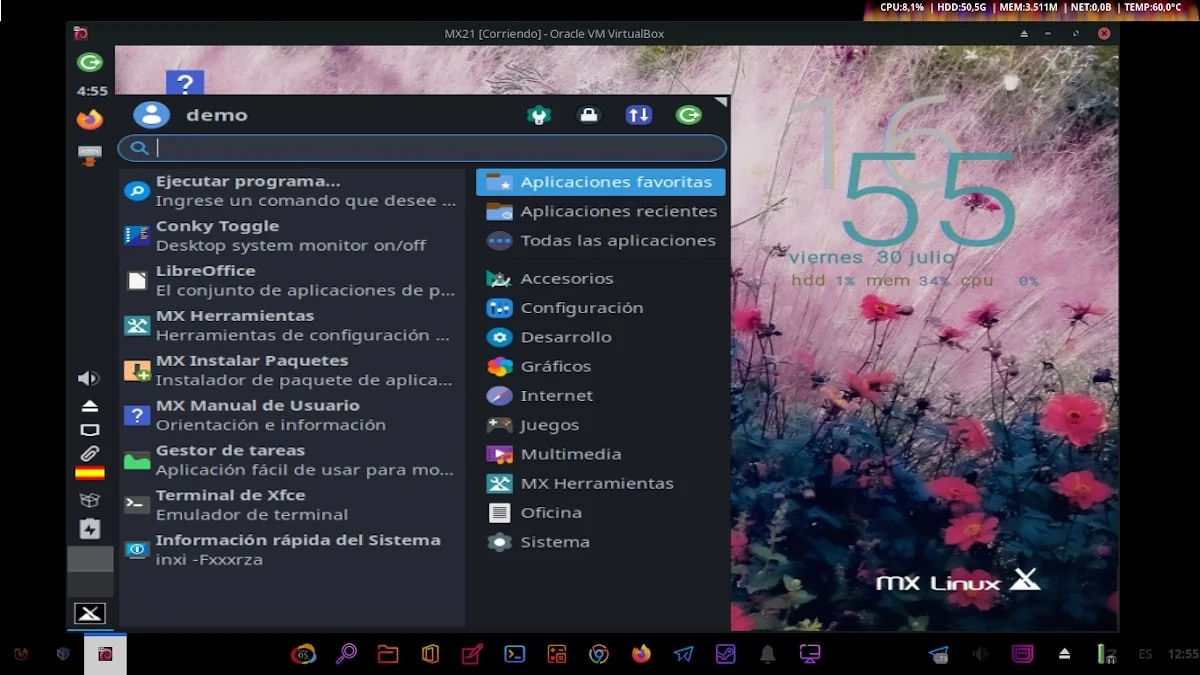 CPU:8,1% | HDD:50,5G | MEM:3.511M | NET:0,0B | TEMP:60,0°C
MX21 [Corriendo] - Oracle VM VirtualBox
4:55
demo
Ejecutar programa...
Ingrese un comando que desee ...
Conky Toggle
Desktop system monitor on/off
LibreOffice
El conjunto de aplicaciones de p...
MX Herramientas
Herramientas de configuración ...
MX Instalar Paquetes
Instalador de paquete de aplica...
MX Manual de Usuario
Orientación e información
Gestor de tareas
Aplicación fácil de usar para mo...
Terminal de Xfce
Emulador de terminal
Información rápida del Sistema
inxi -Fxxxrza
Aplicaciones favoritas
Aplicaciones recientes
Todas las aplicaciones
Accesorios
Configuración
Desarrollo
Gráficos
Internet
Juegos
Multimedia
MX Herramientas
Oficina
Sistema
16
55
viernes 30 julio
hdd 1% mem 34% cpu 0%
MX Linux
ES
12:55